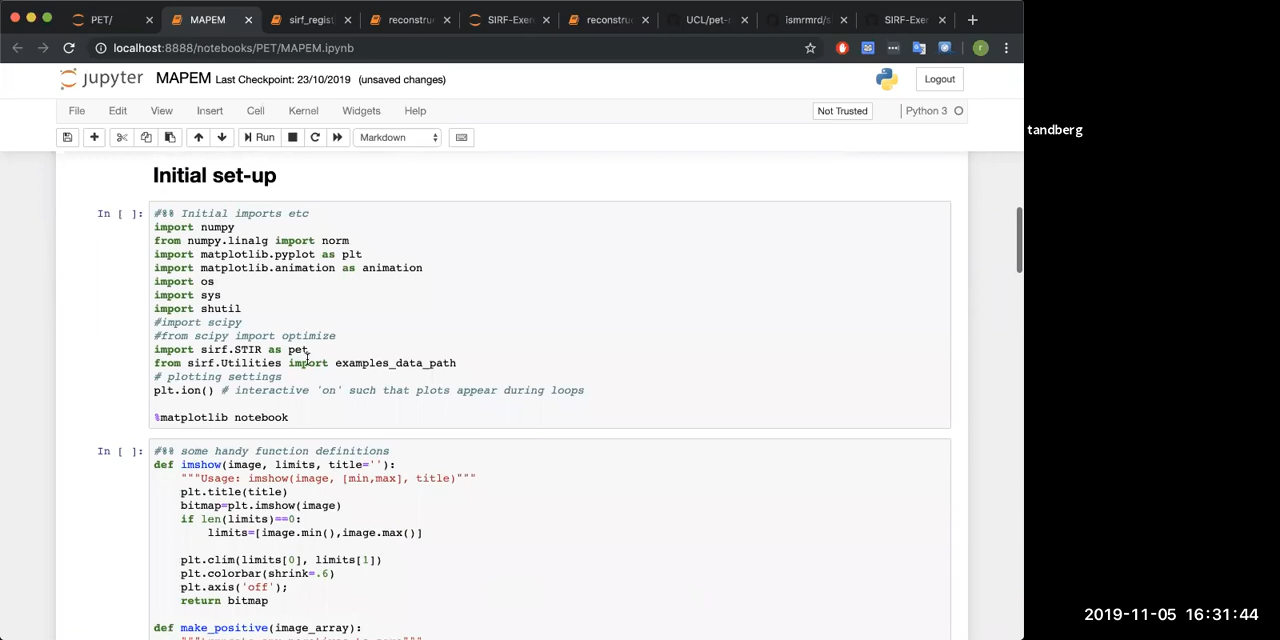 PET/
MAPEM
sirf_regist
reconstruc
SIRF-Exerc
reconstruc
UCL/pet-r
ismrmrd/s
SIRF-Exer
localhost:8888/notebooks/PET/MAPEM.ipynb
r
jupyter MAPEM Last Checkpoint: 23/10/2019 (unsaved changes)
Logout
File Edit View Insert Cell Kernel Widgets Help
Not Trusted
Python 3
Run
Markdown
tandberg
Initial set-up
In [ ]:
#%% Initial imports etc
import numpy
from numpy.linalg import norm
import matplotlib.pyplot as plt
import matplotlib.animation as animation
import os
import sys
import shutil
#import scipy
#from scipy import optimize
import sirf.STIR as pet
from sirf.Utilities import examples_data_path
# plotting settings
plt.ion() # interactive 'on' such that plots appear during loops
%matplotlib notebook
In [ ]:
#%% some handy function definitions
def imshow(image, limits, title=''):
"""Usage: imshow(image, [min,max], title)"""
plt.title(title)
bitmap=plt.imshow(image)
if len(limits)==0:
limits=[image.min(),image.max()]
plt.clim(limits[0], limits[1])
plt.colorbar(shrink=.6)
plt.axis('off');
return bitmap
def make_positive(image_array):
2019-11-05 16:31:44